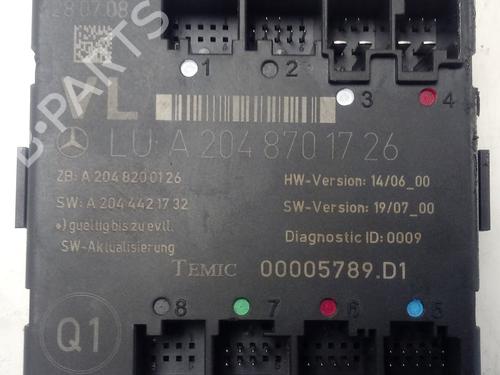 28.07.08
1
2
3
4
VL
LU: A 204 870 17 26
ZB: A 204 820 01 26
HW-Version: 14/06_00
SW: A 204 442 17 32
SW-Version: 19/07_00
*) gueltig bis zu evtl.
SW-Aktualisierung
Diagnostic ID: 0009
TEMIC 00005789.D1
Q1
8
7
6
5
B-PARTS